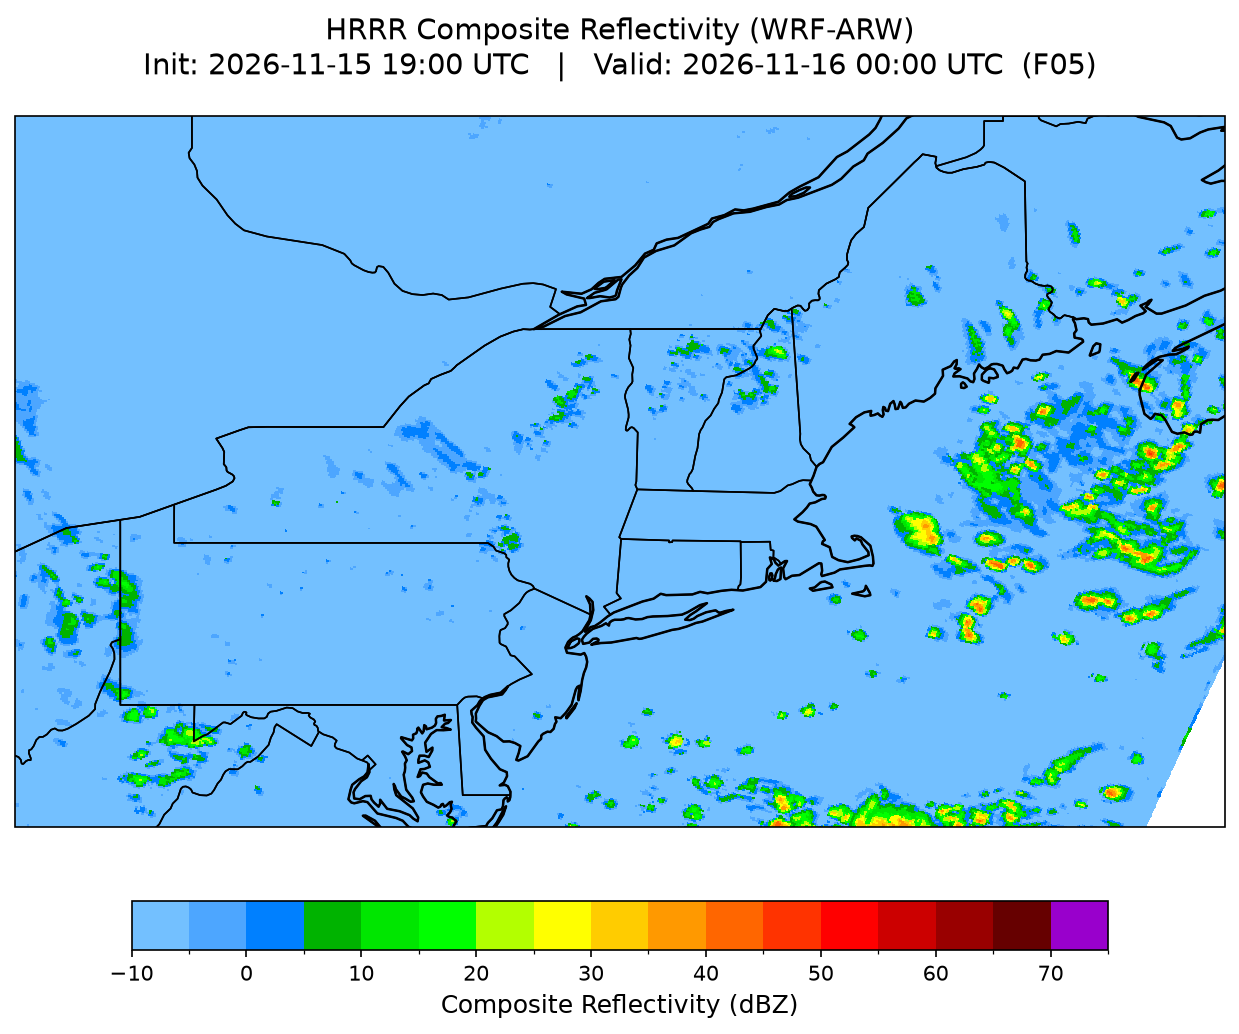 HRRR Composite Reflectivity (WRF-ARW)
Init: 2026-11-15 19:00 UTC | Valid: 2026-11-16 00:00 UTC (F05)
−10 0 10 20 30 40 50 60 70
Composite Reflectivity (dBZ)